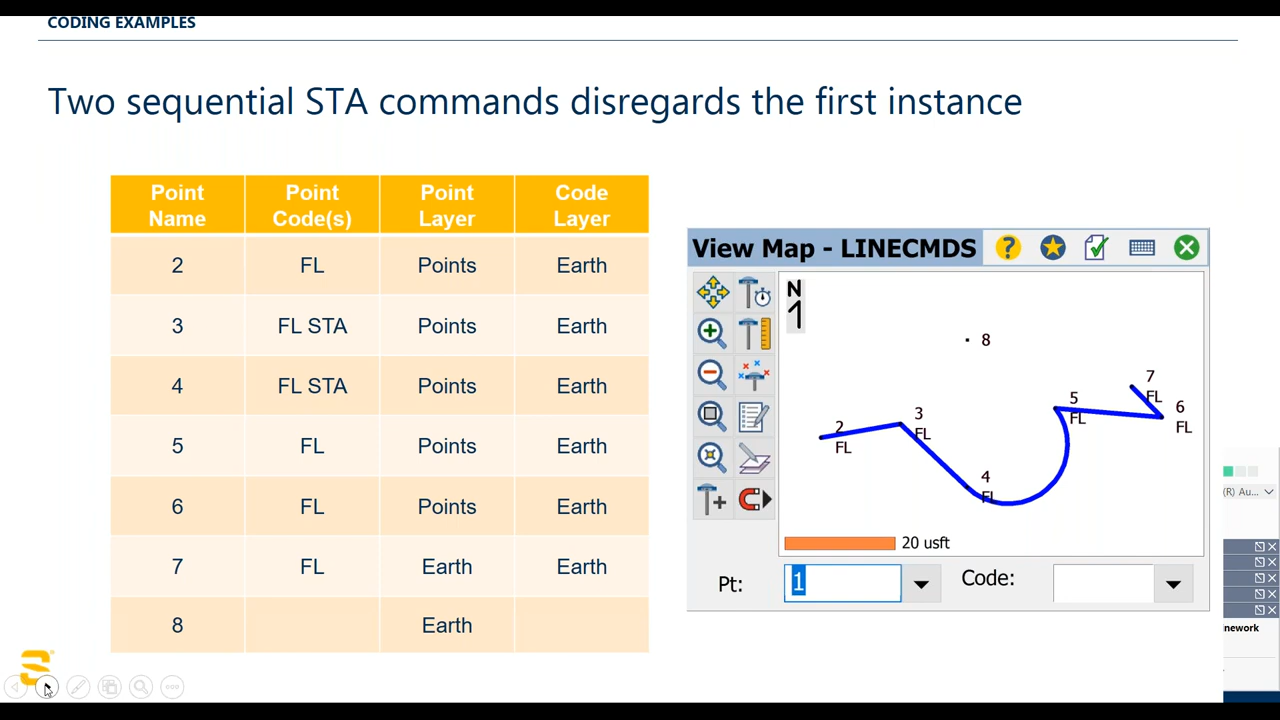 CODING EXAMPLES
Two sequential STA commands disregards the first instance
Point Name Point Code(s) Point Layer Code Layer
2 FL Points Earth
3 FL STA Points Earth
4 FL STA Points Earth
5 FL Points Earth
6 FL Points Earth
7 FL Earth Earth
8 Earth
View Map - LINECMDS
N
1
8
7
FL
6
FL
5
FL
3
FL
2
FL
4
FL
20 usft
Pt: 1 Code:
(R) Au...
nework